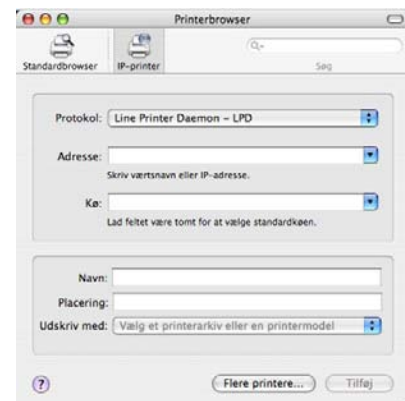 Printerbrowser
Standardbrowser IP-printer Søg
Protokol: Line Printer Daemon – LPD
Adresse:
Skriv værtsnavn eller IP-adresse.
Kø:
Lad feltet være tomt for at vælge standardkøen.
Navn:
Placering:
Udskriv med: Vælg et printerarkiv eller en printermodel
? Flere printere... Tilføj